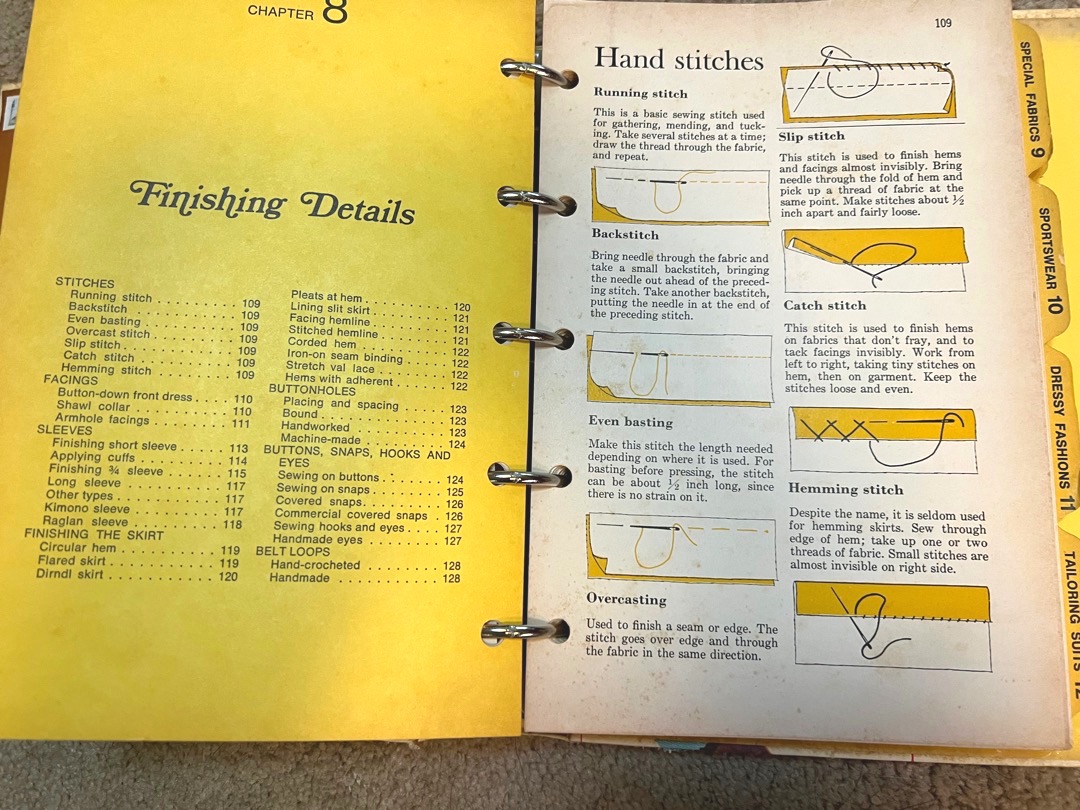 CHAPTER 8
Finishing Details
STITCHES
Running stitch . . . . . . . . . 109
Backstitch . . . . . . . . . . . . 109
Even basting . . . . . . . . . . 109
Overcast stitch . . . . . . . . . 109
Slip stitch . . . . . . . . . . . . . 109
Catch stitch . . . . . . . . . . . 109
Hemming stitch . . . . . . . . 109
FACINGS
Button-down front dress . . . . . 110
Shawl collar . . . . . . . . . . . . 110
Armhole facings . . . . . . . . . 111
SLEEVES
Finishing short sleeve . . . . . . 113
Applying cuffs . . . . . . . . . . 114
Finishing ¾ sleeve . . . . . . . 115
Long sleeve . . . . . . . . . . . . 117
Other types . . . . . . . . . . . . 117
Kimono sleeve . . . . . . . . . . 117
Raglan sleeve . . . . . . . . . . 118
FINISHING THE SKIRT
Circular hem . . . . . . . . . . . 119
Flared skirt . . . . . . . . . . . . 119
Dirndl skirt . . . . . . . . . . . . 120
Pleats at hem . . . . . . . . . . 120
Lining slit skirt . . . . . . . . . 121
Facing hemline . . . . . . . . . 121
Stitched hemline . . . . . . . . 121
Corded hem . . . . . . . . . . . 122
Iron-on seam binding . . . . . 122
Stretch val lace . . . . . . . . . 122
Hems with adherent . . . . . . 122
BUTTONHOLES
Placing and spacing . . . . . . 123
Bound . . . . . . . . . . . . . . . 123
Handworked . . . . . . . . . . . 123
Machine-made . . . . . . . . . . 124
BUTTONS, SNAPS, HOOKS AND
EYES
Sewing on buttons . . . . . . . 124
Sewing on snaps . . . . . . . . 125
Covered snaps . . . . . . . . . . 126
Commercial covered snaps . . 126
Sewing hooks and eyes . . . . 127
Handmade eyes . . . . . . . . . 127
BELT LOOPS
Hand-crocheted . . . . . . . . . 128
Handmade . . . . . . . . . . . . 128
109
Hand stitches
Running stitch
This is a basic sewing stitch used
for gathering, mending, and tuck-
ing. Take several stitches at a time;
draw the thread through the fabric,
and repeat.
Backstitch
Bring needle through the fabric and
take a small backstitch, bringing
the needle out ahead of the preced-
ing stitch. Take another backstitch,
putting the needle in at the end of
the preceding stitch.
Even basting
Make this stitch the length needed
depending on where it is used. For
basting before pressing, the stitch
can be about ½ inch long, since
there is no strain on it.
Overcasting
Used to finish a seam or edge. The
stitch goes over edge and through
the fabric in the same direction.
Slip stitch
This stitch is used to finish hems
and facings almost invisibly. Bring
needle through the fold of hem and
pick up a thread of fabric at the
same point. Make stitches about ½
inch apart and fairly loose.
Catch stitch
This stitch is used to finish hems
on fabrics that don't fray, and to
tack facings invisibly. Work from
left to right, taking tiny stitches on
hem, then on garment. Keep the
stitches loose and even.
Hemming stitch
Despite the name, it is seldom used
for hemming skirts. Sew through
edge of hem; take up one or two
threads of fabric. Small stitches are
almost invisible on right side.
SPECIAL FABRICS 9
SPORTSWEAR 10
DRESSY FASHIONS 11
TAILORING SUITS 12